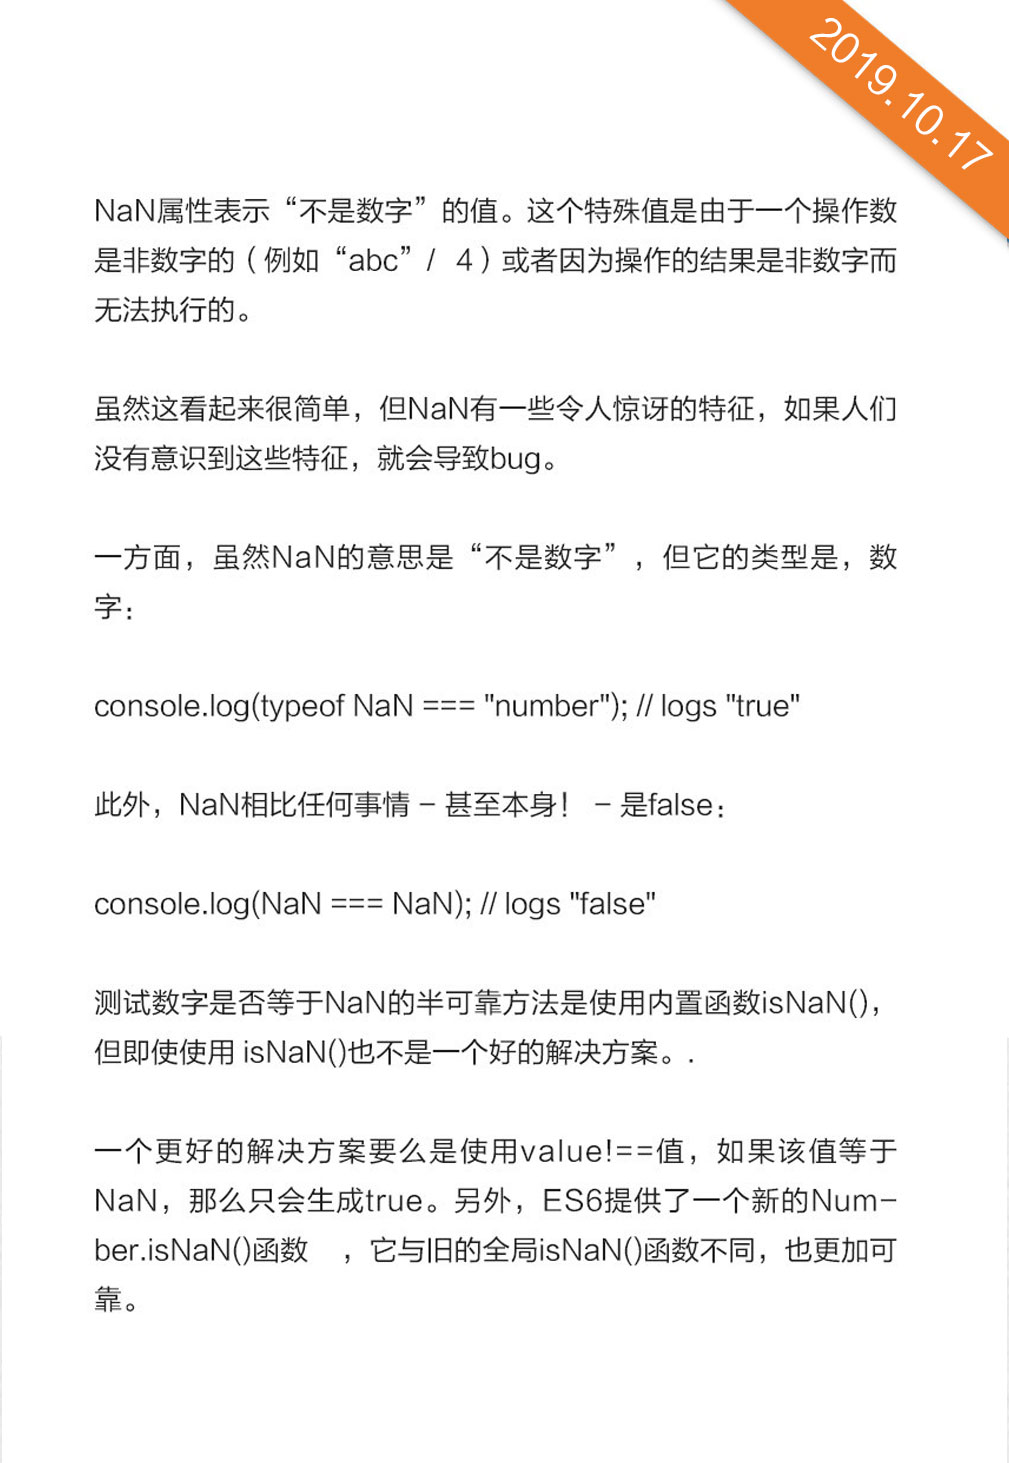 2019.10.17
NaN属性表示“不是数字”的值。这个特殊值是由于一个操作数
是非数字的（例如“abc”/ 4）或者因为操作的结果是非数字而
无法执行的。
虽然这看起来很简单，但NaN有一些令人惊讶的特征，如果人们
没有意识到这些特征，就会导致bug。
一方面，虽然NaN的意思是“不是数字”，但它的类型是，数
字：
console.log(typeof NaN === "number"); // logs "true"
此外，NaN相比任何事情 - 甚至本身！ - 是false：
console.log(NaN === NaN); // logs "false"
测试数字是否等于NaN的半可靠方法是使用内置函数isNaN()，
但即使使用 isNaN()也不是一个好的解决方案。.
一个更好的解决方案要么是使用value!==值，如果该值等于
NaN，那么只会生成true。另外，ES6提供了一个新的Num-
ber.isNaN()函数 ，它与旧的全局isNaN()函数不同，也更加可
靠。